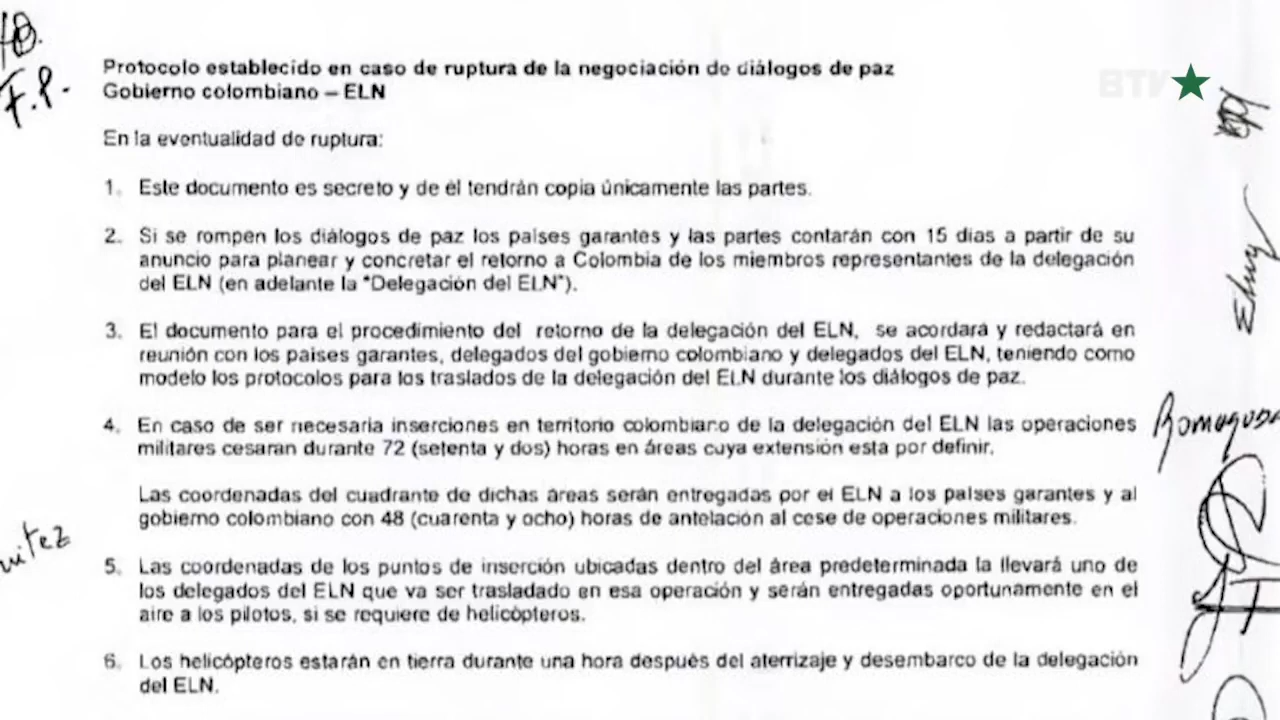 F.P.
Protocolo establecido en caso de ruptura de la negociación de diálogos de paz
Gobierno colombiano – ELN
BTV
En la eventualidad de ruptura:
1. Este documento es secreto y de él tendrán copia únicamente las partes.
2. Si se rompen los diálogos de paz los países garantes y las partes contarán con 15 días a partir de su
anuncio para planear y concretar el retorno a Colombia de los miembros representantes de la delegación
del ELN (en adelante la "Delegación del ELN").
3. El documento para el procedimiento del retorno de la delegación del ELN, se acordará y redactará en
reunión con los países garantes, delegados del gobierno colombiano y delegados del ELN, teniendo como
modelo los protocolos para los traslados de la delegación del ELN durante los diálogos de paz.
4. En caso de ser necesaria inserciones en territorio colombiano de la delegación del ELN las operaciones
militares cesaran durante 72 (setenta y dos) horas en áreas cuya extensión esta por definir.
Las coordenadas del cuadrante de dichas áreas serán entregadas por el ELN a los países garantes y al
gobierno colombiano con 48 (cuarenta y ocho) horas de antelación al cese de operaciones militares.
5. Las coordenadas de los puntos de inserción ubicadas dentro del área predeterminada la llevará uno de
los delegados del ELN que va ser trasladado en esa operación y serán entregadas oportunamente en el
aire a los pilotos, si se requiere de helicópteros.
6. Los helicópteros estarán en tierra durante una hora después del aterrizaje y desembarco de la delegación
del ELN.